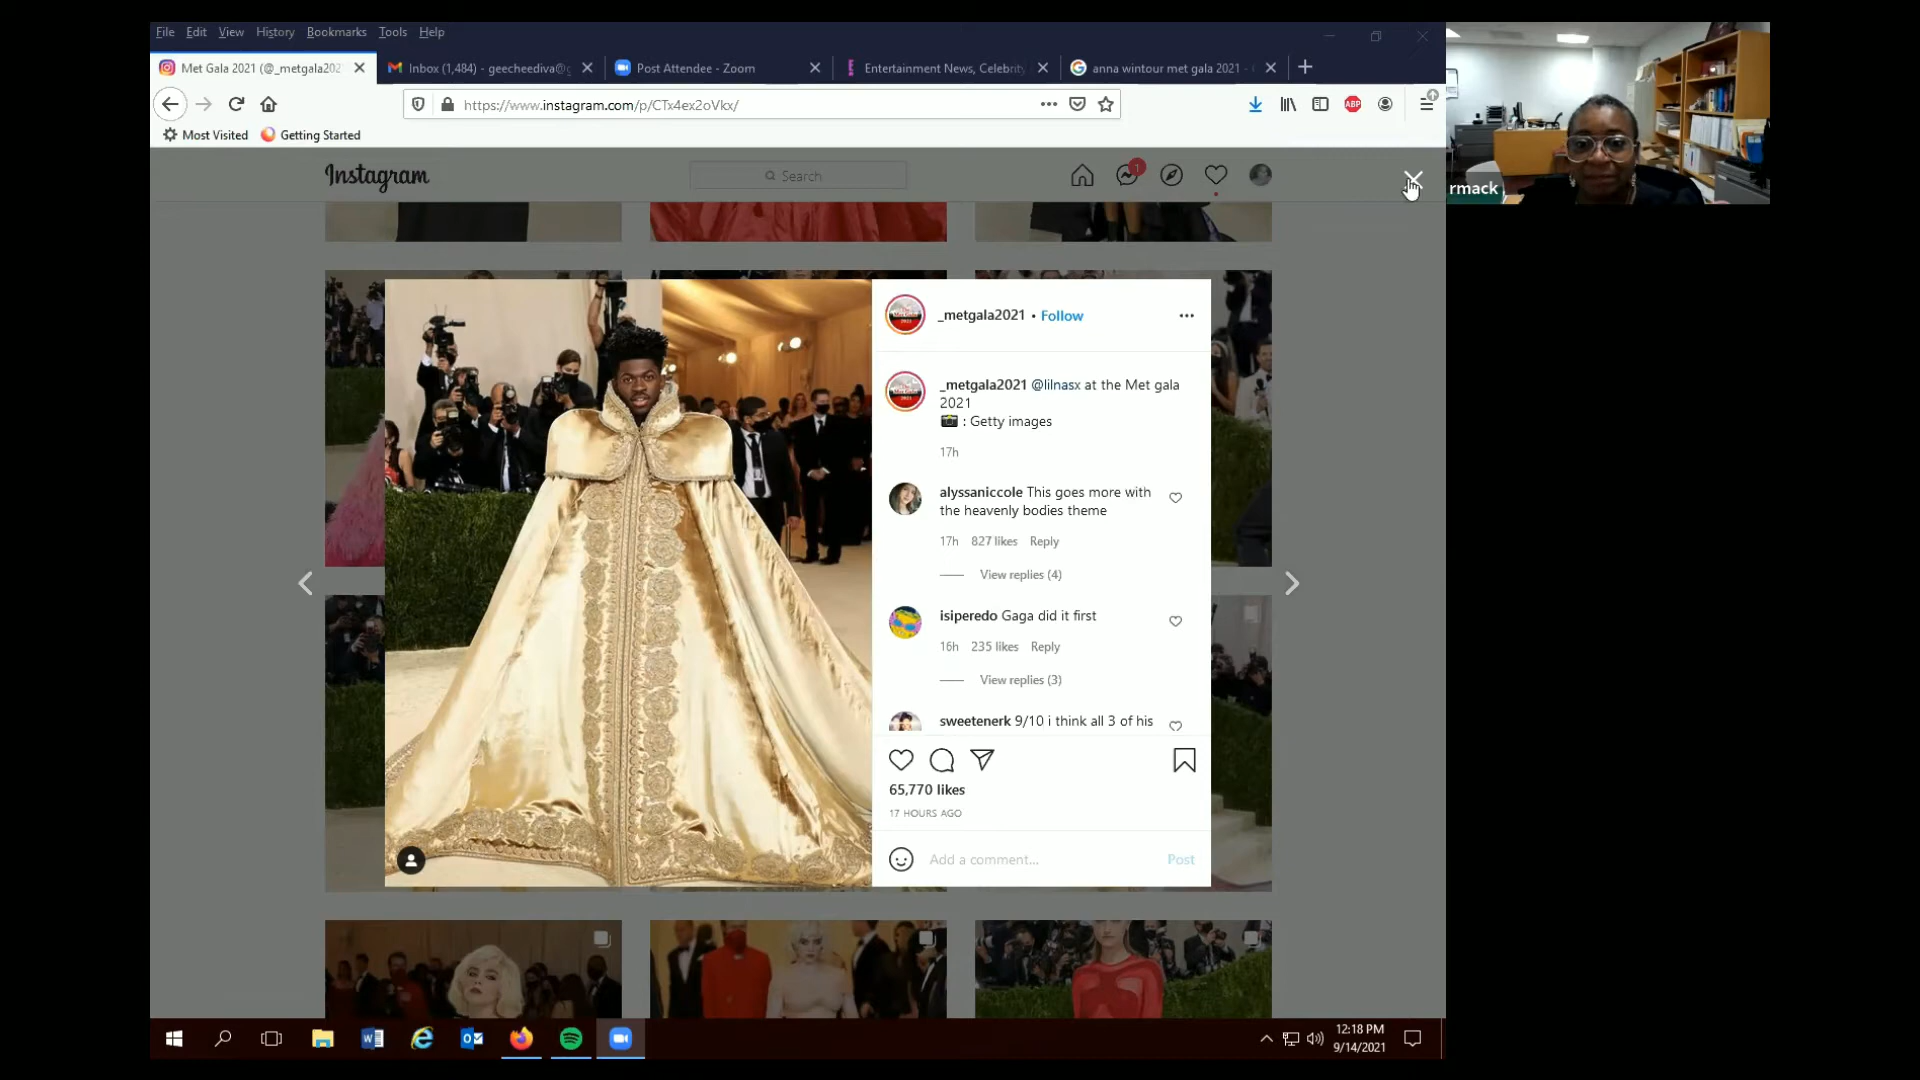 File Edit View History Bookmarks Tools Help
Met Gala 2021 (@_metgala202
Inbox (1,484) - geecheediva@g
Post Attendee - Zoom
Entertainment News, Celebrity
anna wintour met gala 2021 -
https://www.instagram.com/p/CTx4ex2oVkx/
ABP
Most Visited
Getting Started
Instagram
Search
1
rmack
_metgala2021 • Follow
_metgala2021 @lilnasx at the Met gala
2021
: Getty images
17h
alyssaniccole This goes more with
the heavenly bodies theme
17h 827 likes Reply
View replies (4)
isiperedo Gaga did it first
16h 235 likes Reply
View replies (3)
sweetenerk 9/10 i think all 3 of his
65,770 likes
17 HOURS AGO
Add a comment...
Post
12:18 PM
9/14/2021